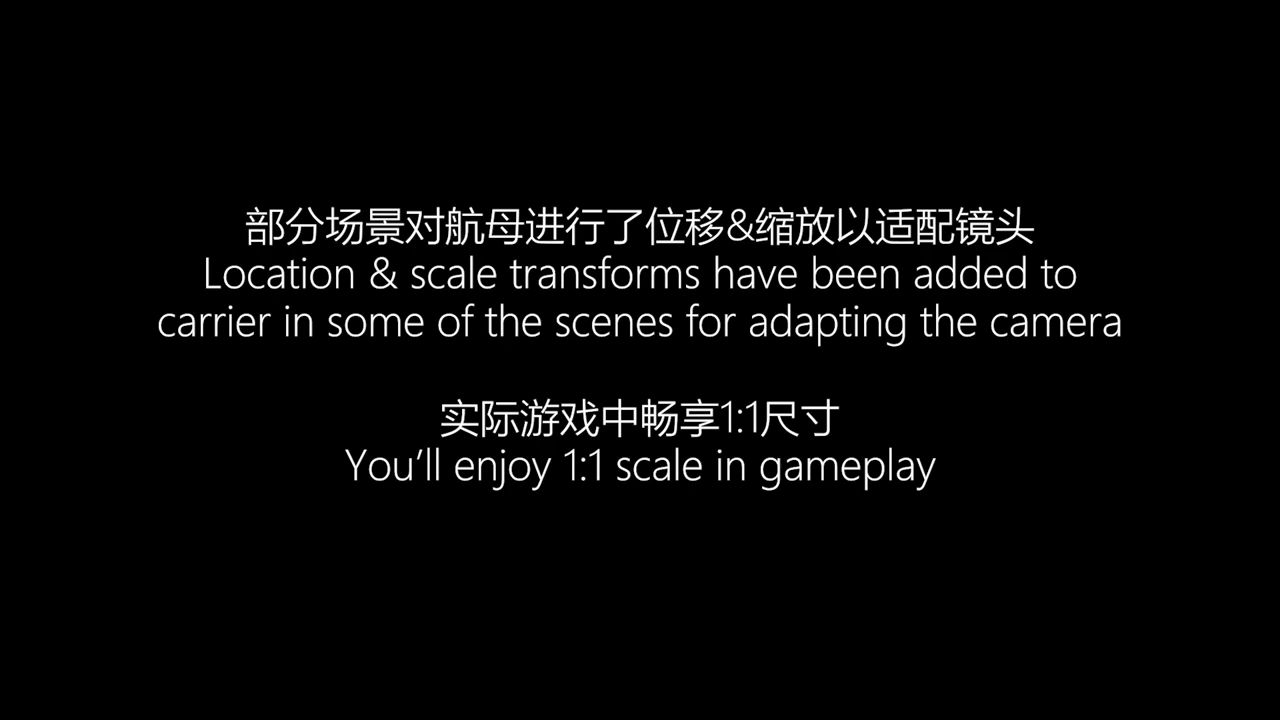 部分场景对航母进行了位移&缩放以适配镜头
Location & scale transforms have been added to
carrier in some of the scenes for adapting the camera
实际游戏中畅享1:1尺寸
You'll enjoy 1:1 scale in gameplay